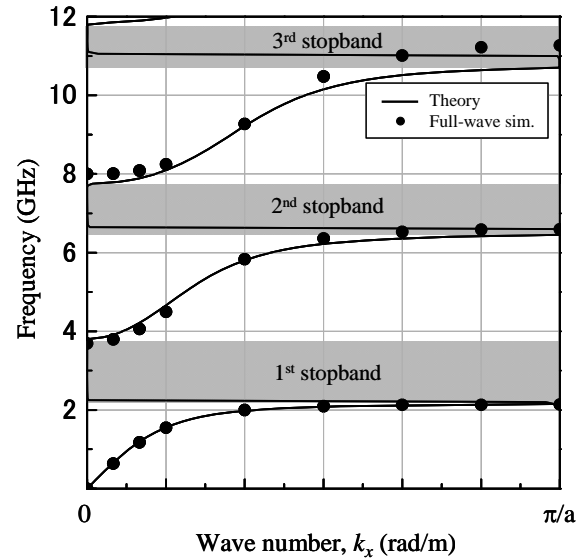 12
10
8
6
4
2
0
Frequency (GHz)
3rd stopband
Theory
Full-wave sim.
2nd stopband
1st stopband
0
π/a
Wave number, kx (rad/m)